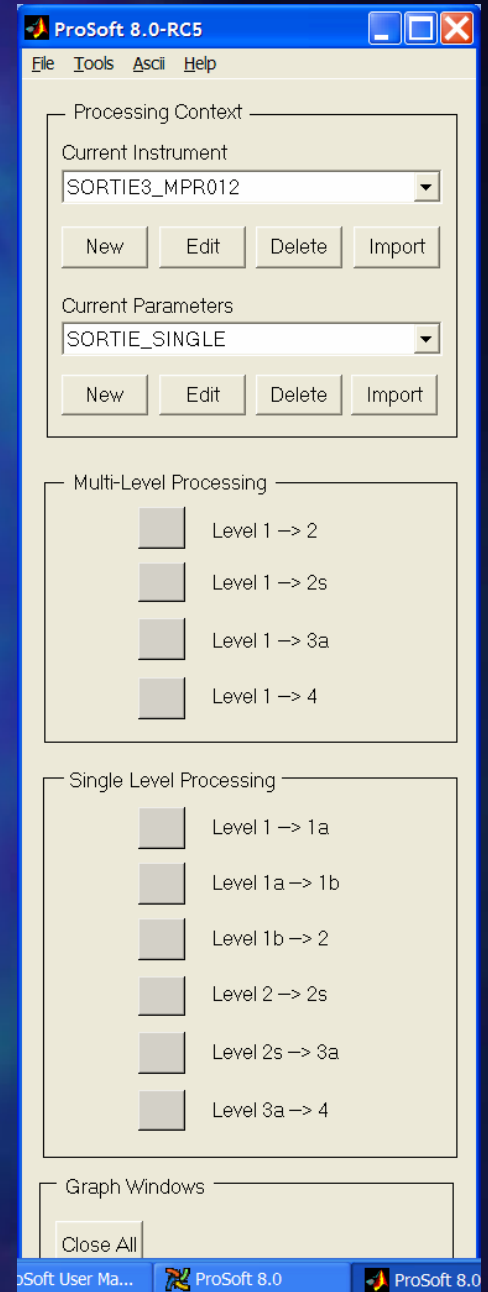 ProSoft 8.0-RC5
File Tools Ascii Help
Processing Context
Current Instrument
SORTIE3_MPR012
New Edit Delete Import
Current Parameters
SORTIE_SINGLE
New Edit Delete Import
Multi-Level Processing
Level 1 —> 2
Level 1 —> 2s
Level 1 —> 3a
Level 1 —> 4
Single Level Processing
Level 1 —> 1a
Level 1a —> 1b
Level 1b —> 2
Level 2 —> 2s
Level 2s —> 3a
Level 3a —> 4
Graph Windows
Close All
oSoft User Ma... ProSoft 8.0 ProSoft 8.0